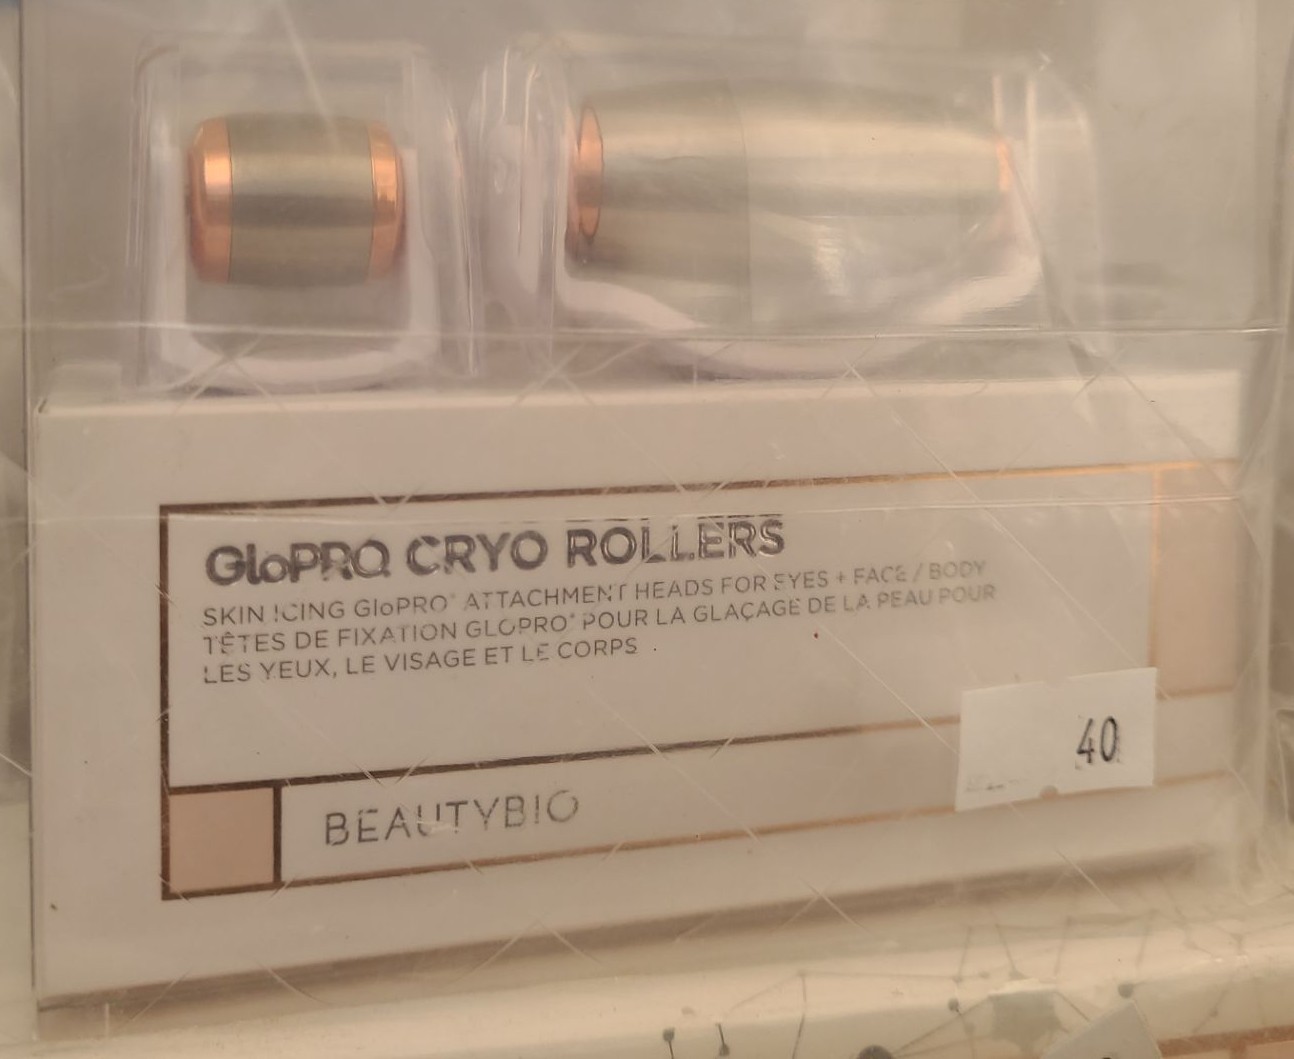 GloPRO CRYO ROLLERS
SKIN ICING GloPRO® ATTACHMENT HEADS FOR EYES + FACE / BODY
TÊTES DE FIXATION GLOPRO® POUR LA GLAÇAGE DE LA PEAU POUR
LES YEUX, LE VISAGE ET LE CORPS
40
BEAUTYBIO